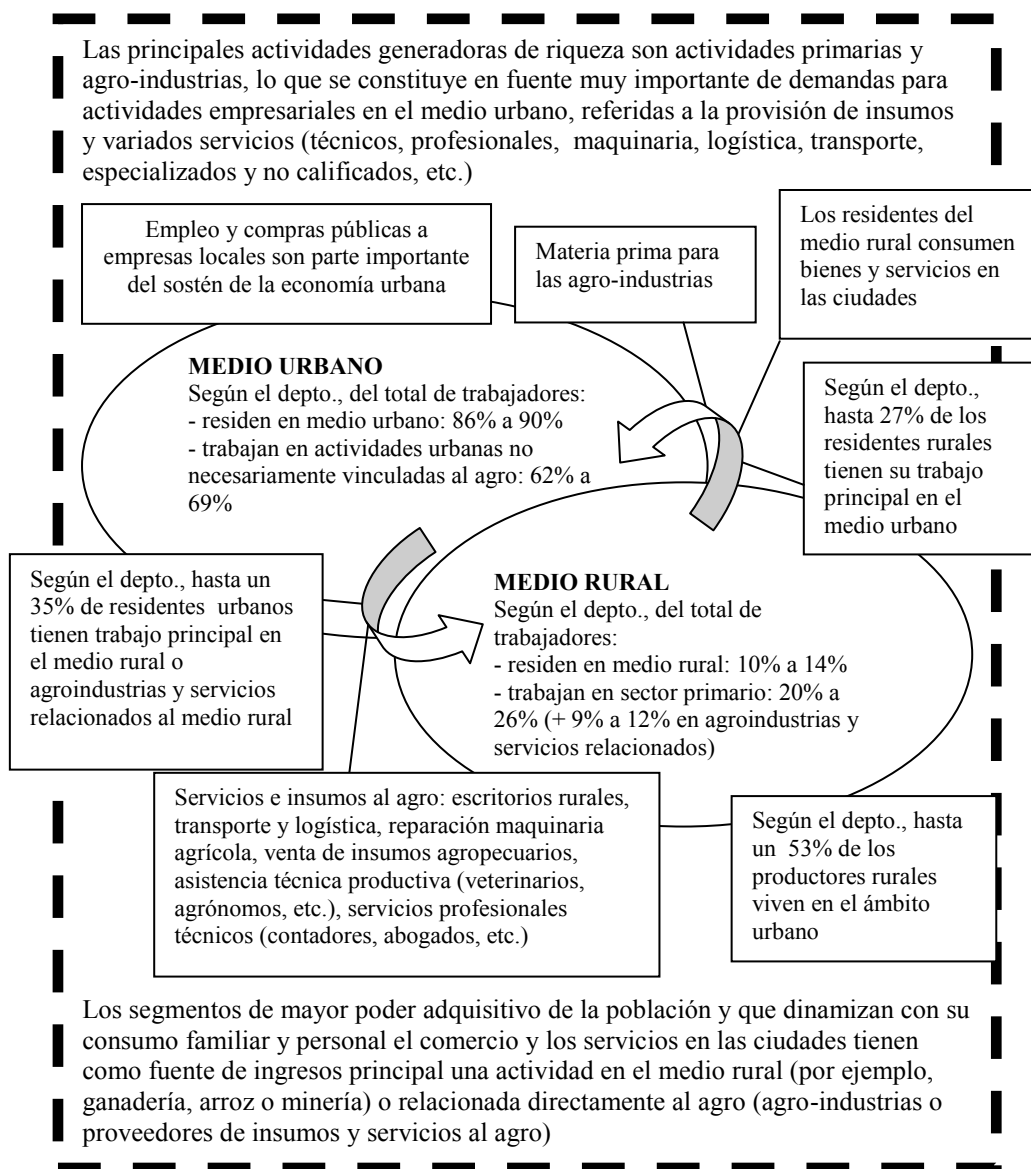 Las principales actividades generadoras de riqueza son actividades primarias y
agro-industrias, lo que se constituye en fuente muy importante de demandas para
actividades empresariales en el medio urbano, referidas a la provisión de insumos
y variados servicios (técnicos, profesionales, maquinaria, logística, transporte,
especializados y no calificados, etc.)
Empleo y compras públicas a
empresas locales son parte importante
del sostén de la economía urbana
Materia prima para
las agro-industrias
Los residentes del
medio rural consumen
bienes y servicios en
las ciudades
MEDIO URBANO
Según el depto., del total de trabajadores:
- residen en medio urbano: 86% a 90%
- trabajan en actividades urbanas no
necesariamente vinculadas al agro: 62% a
69%
Según el depto.,
hasta 27% de los
residentes rurales
tienen su trabajo
principal en el
medio urbano
Según el depto., hasta un
35% de residentes urbanos
tienen trabajo principal en
el medio rural o
agroindustrias y servicios
relacionados al medio rural
MEDIO RURAL
Según el depto., del total de
trabajadores:
- residen en medio rural: 10% a 14%
- trabajan en sector primario: 20% a
26% (+ 9% a 12% en agroindustrias y
servicios relacionados)
Servicios e insumos al agro: escritorios rurales,
transporte y logística, reparación maquinaria
agrícola, venta de insumos agropecuarios,
asistencia técnica productiva (veterinarios,
agrónomos, etc.), servicios profesionales
técnicos (contadores, abogados, etc.)
Según el depto., hasta
un 53% de los
productores rurales
viven en el ámbito
urbano
Los segmentos de mayor poder adquisitivo de la población y que dinamizan con su
consumo familiar y personal el comercio y los servicios en las ciudades tienen
como fuente de ingresos principal una actividad en el medio rural (por ejemplo,
ganadería, arroz o minería) o relacionada directamente al agro (agro-industrias o
proveedores de insumos y servicios al agro)